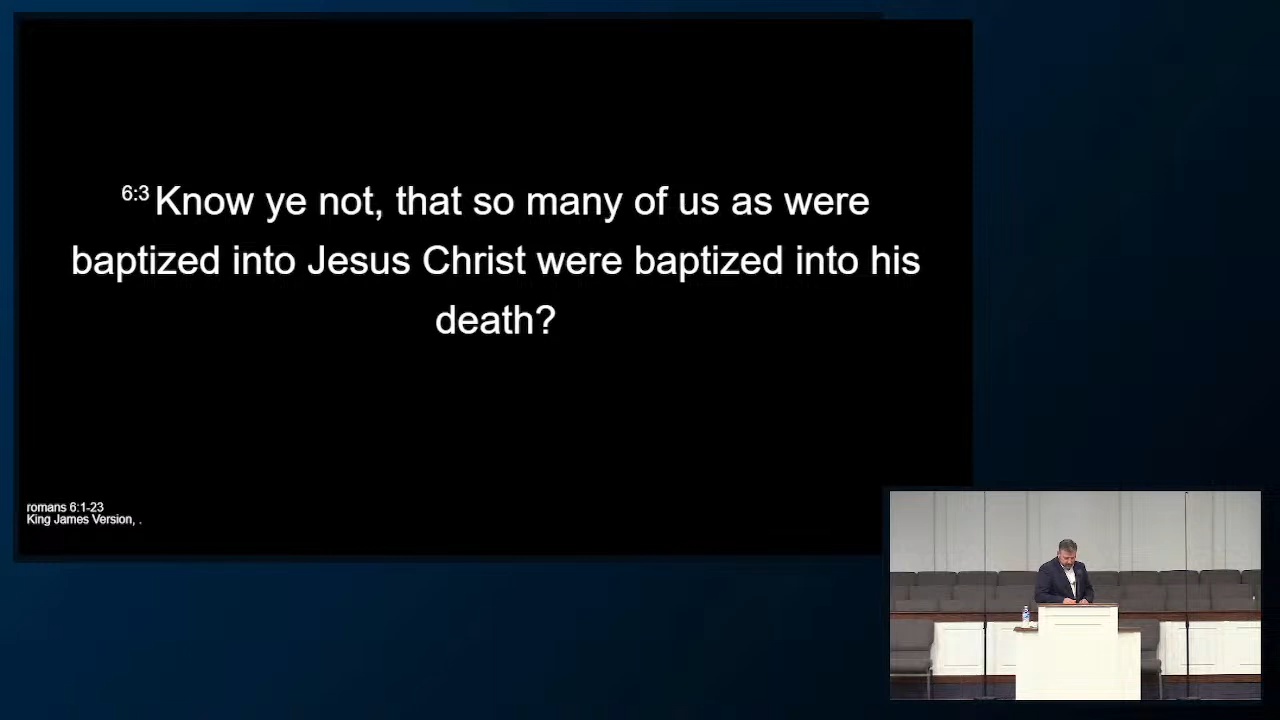 6:3 Know ye not, that so many of us as were
baptized into Jesus Christ were baptized into his
death?
romans 6:1-23
King James Version, .